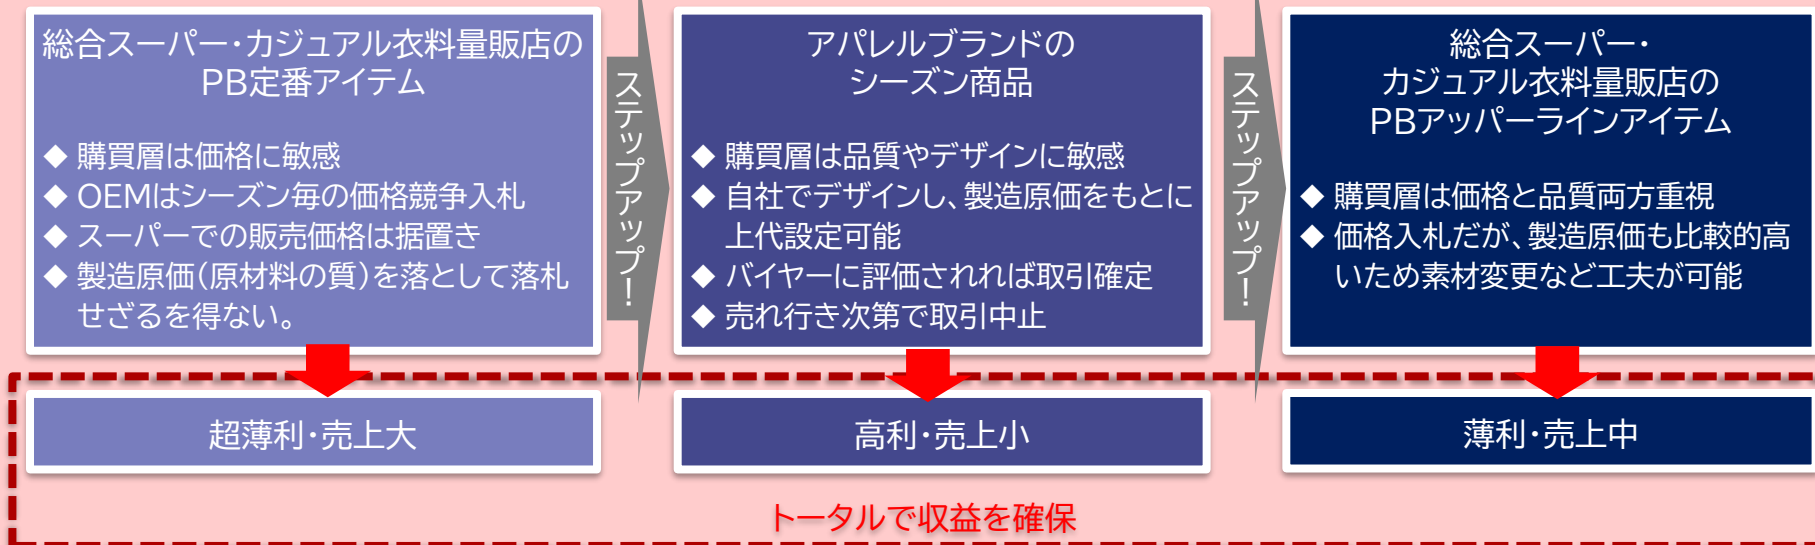 総合スーパー・カジュアル衣料量販店の
PB定番アイテム
◆ 購買層は価格に敏感
◆ OEMはシーズン毎の価格競争入札
◆ スーパーでの販売価格は据置き
◆ 製造原価(原材料の質)を落として落札
せざるを得ない。
超薄利・売上大
ステップアップ!
アパレルブランドの
シーズン商品
◆ 購買層は品質やデザインに敏感
◆ 自社でデザインし、製造原価をもとに
上代設定可能
◆ バイヤーに評価されれば取引確定
◆ 売れ行き次第で取引中止
高利・売上小
ステップアップ!
総合スーパー・
カジュアル衣料量販店の
PBアッパーラインアイテム
◆ 購買層は価格と品質両方重視
◆ 価格入札だが、製造原価も比較的高
いため素材変更など工夫が可能
薄利・売上中
トータルで収益を確保